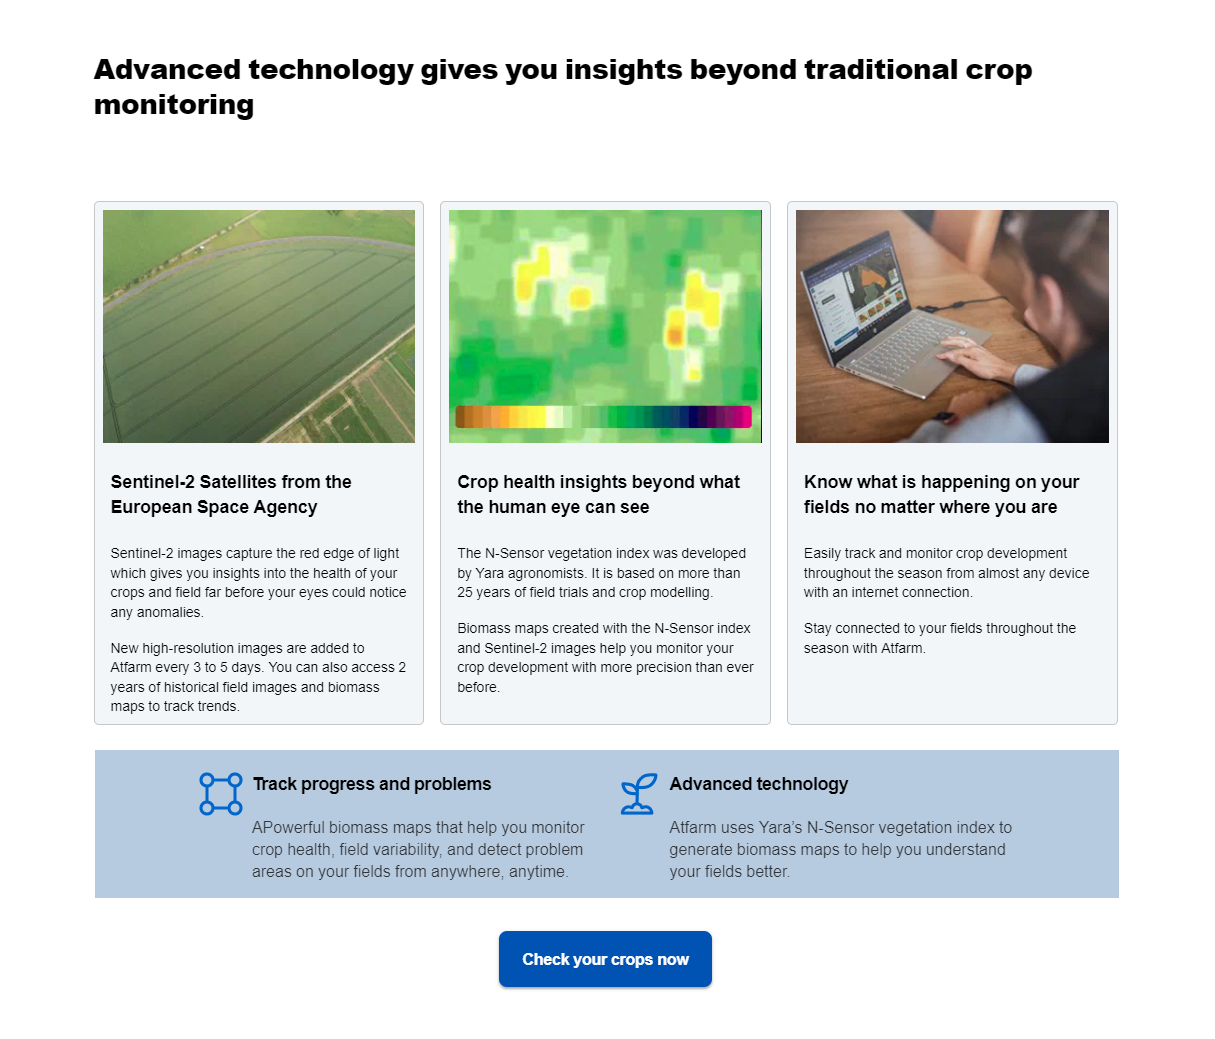 Advanced technology gives you insights beyond traditional crop
monitoring
Sentinel-2 Satellites from the
European Space Agency
Sentinel-2 images capture the red edge of light
which gives you insights into the health of your
crops and field far before your eyes could notice
any anomalies.
New high-resolution images are added to
Atfarm every 3 to 5 days. You can also access 2
years of historical field images and biomass
maps to track trends.
Crop health insights beyond what
the human eye can see
The N-Sensor vegetation index was developed
by Yara agronomists. It is based on more than
25 years of field trials and crop modelling.
Biomass maps created with the N-Sensor index
and Sentinel-2 images help you monitor your
crop development with more precision than ever
before.
Know what is happening on your
fields no matter where you are
Easily track and monitor crop development
throughout the season from almost any device
with an internet connection.
Stay connected to your fields throughout the
season with Atfarm.
Track progress and problems
APowerful biomass maps that help you monitor
crop health, field variability, and detect problem
areas on your fields from anywhere, anytime.
Advanced technology
Atfarm uses Yara’s N-Sensor vegetation index to
generate biomass maps to help you understand
your fields better.
Check your crops now